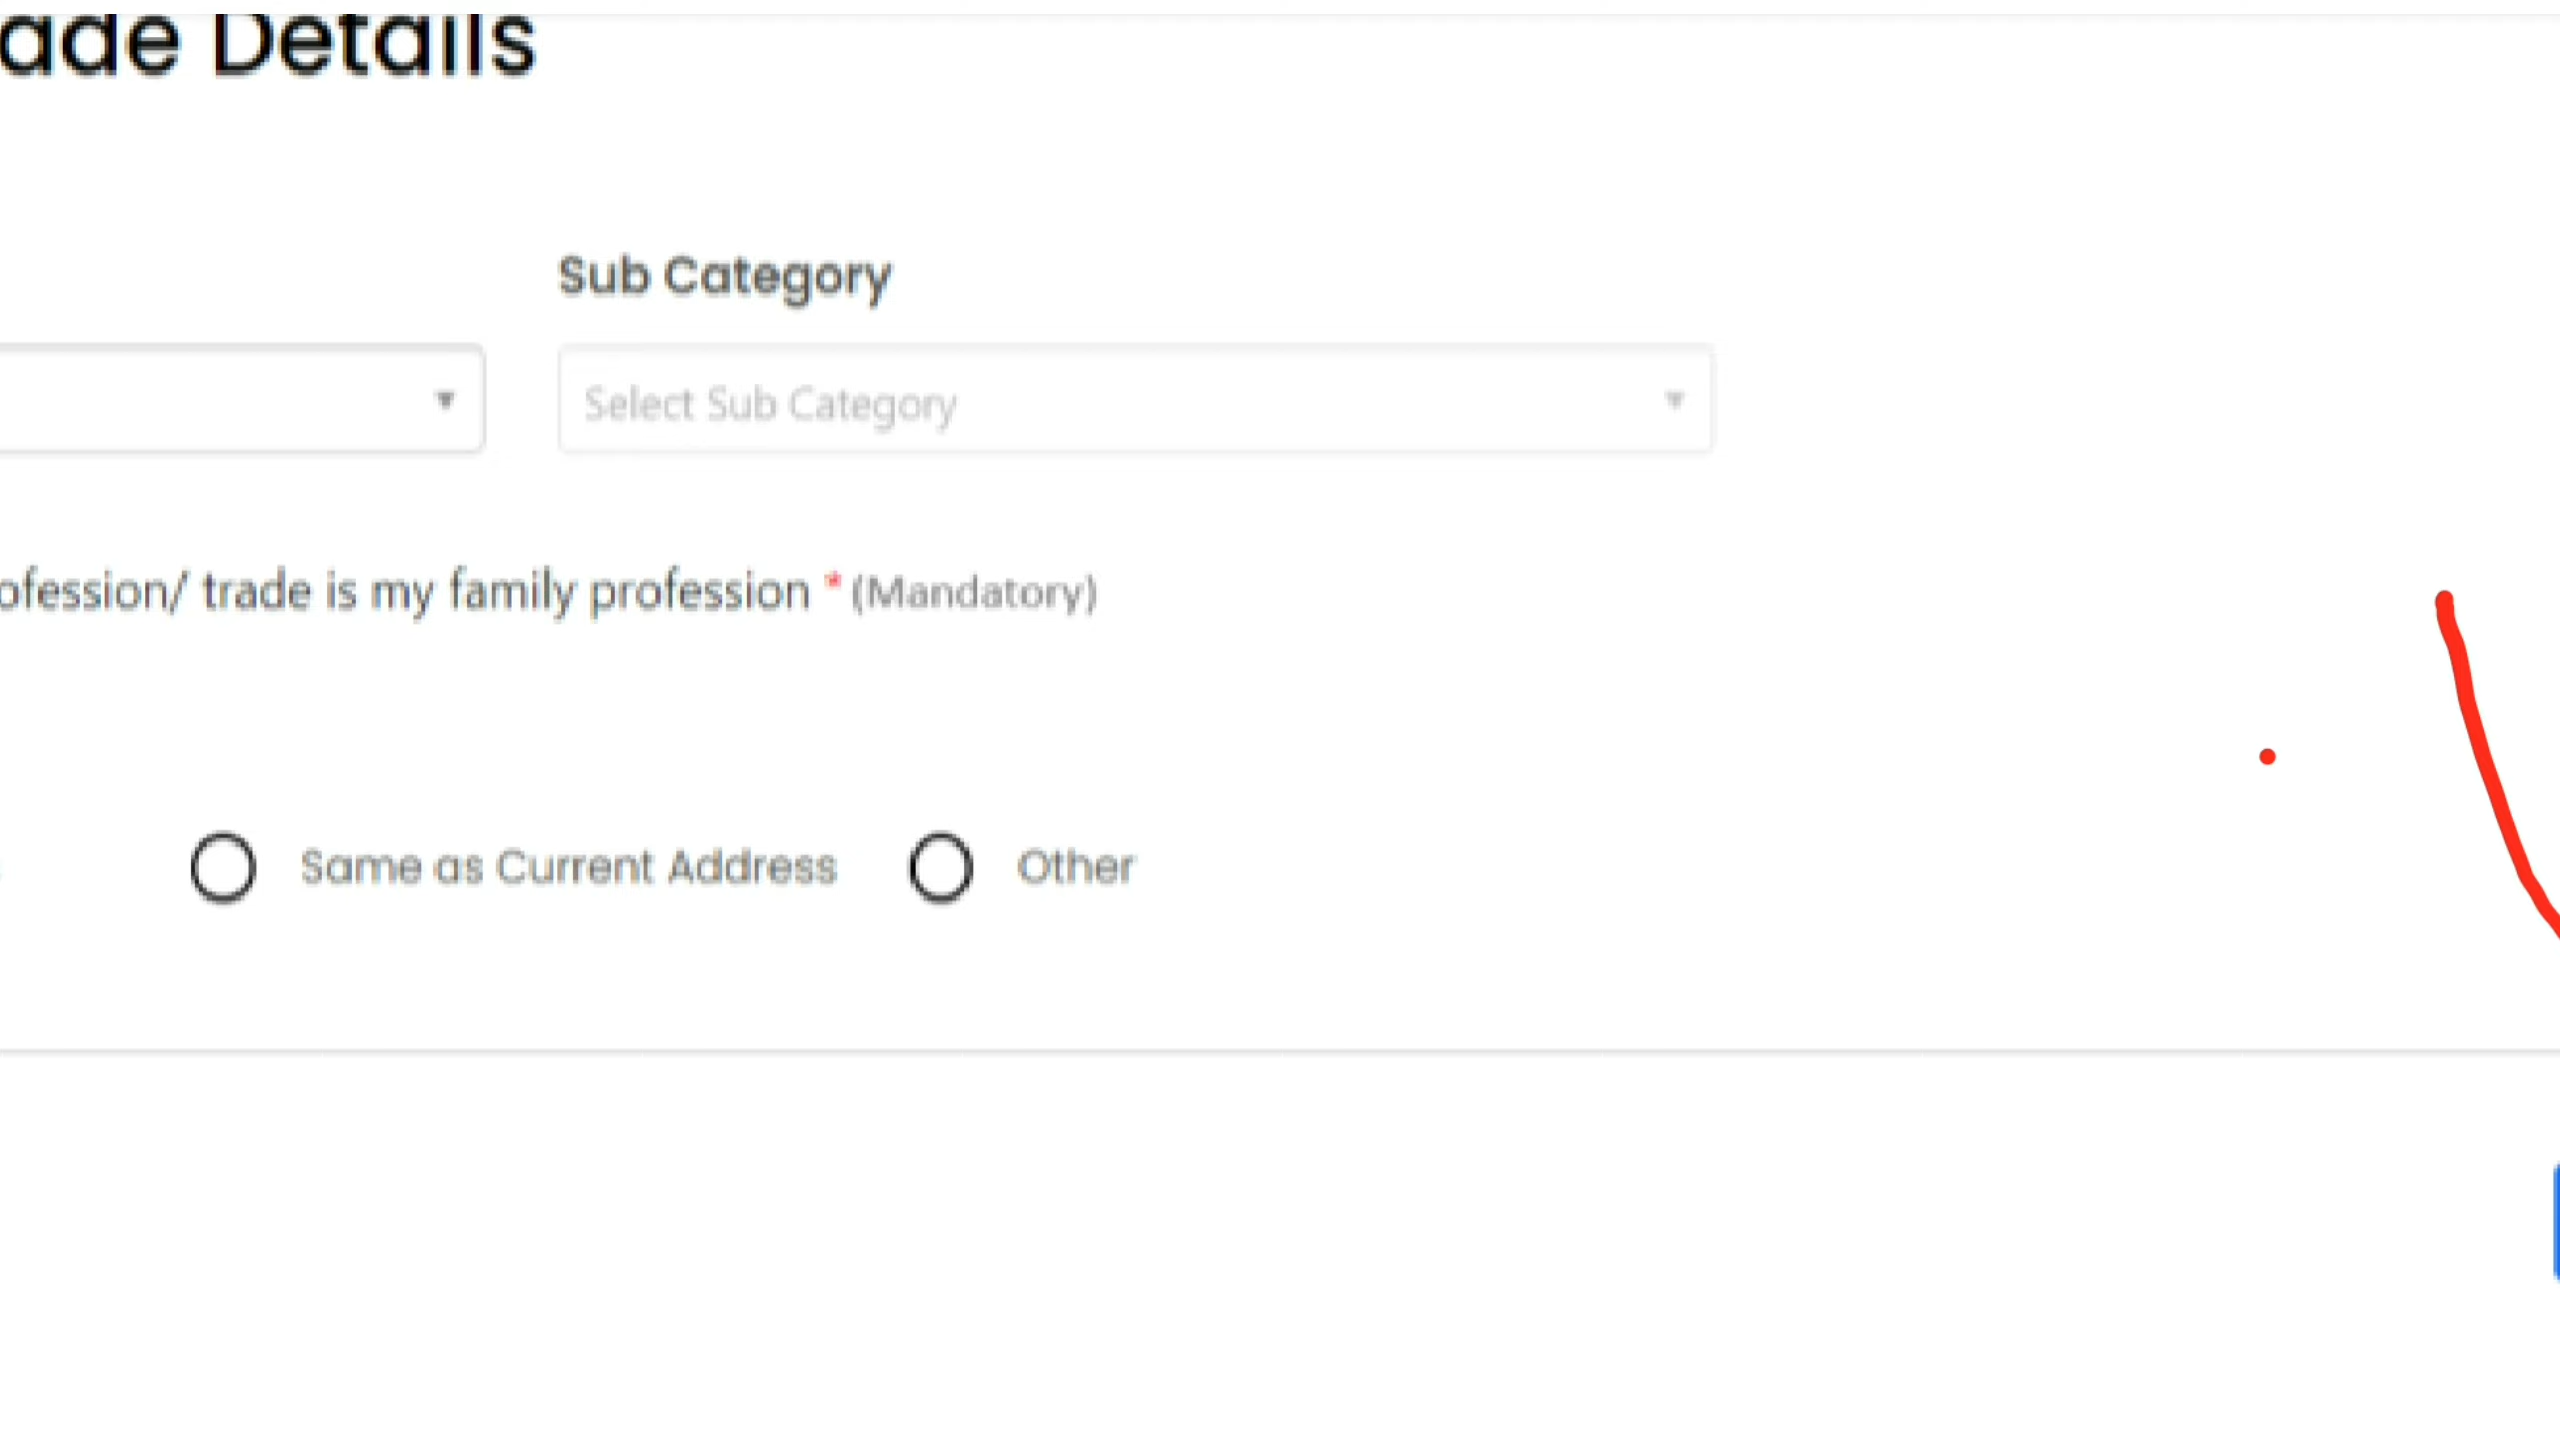 ade Details
Sub Category
Select Sub Category
ofession/ trade is my family profession * (Mandatory)
Same as Current Address
Other